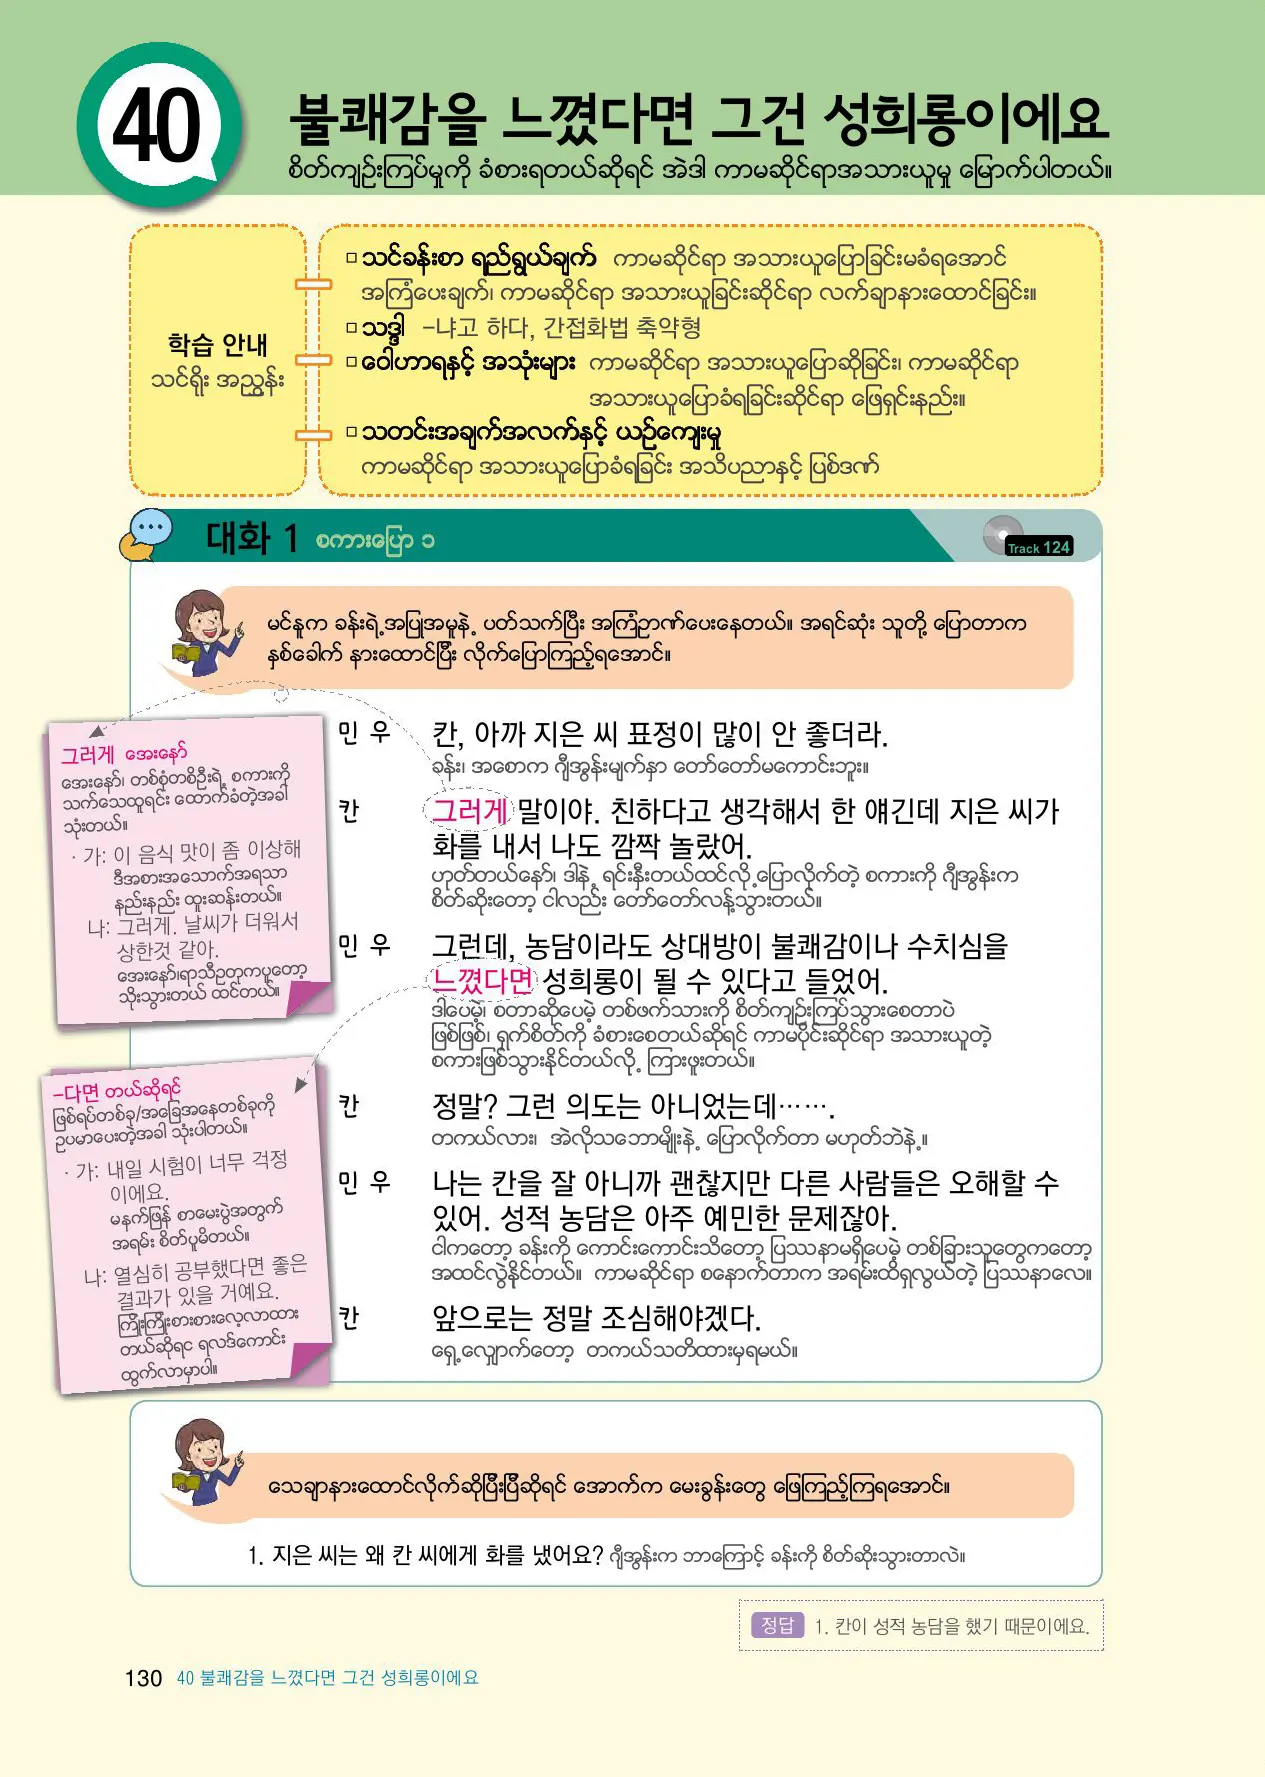 40
불쾌감을 느꼈다면 그건 성희롱이에요
စိတ်ကျဉ်းကြပ်မှုကို ခံစားရတယ်ဆိုရင် အဲဒါ ကာမဆိုင်ရာအသားယူမှု မြောက်ပါတယ်။
学習 안내
သင်ရိုး အညွှန်း
□ သင်ခန်းစာ ရည်ရွယ်ချက် ကာမဆိုင်ရာ အသားယူပြောခြင်းမခံရအောင်
အကြံပေးချက်၊ ကာမဆိုင်ရာ အသားယူခြင်းဆိုင်ရာ လက်ချာနားထောင်ခြင်း။
□ သဒ္ဒါ -냐고 하다, 간접화법 축약형
□ ဝေါဟာရနှင့် အသုံးများ ကာမဆိုင်ရာ အသားယူပြောဆိုခြင်း၊ ကာမဆိုင်ရာ
အသားယူပြောခံရခြင်းဆိုင်ရာ ဖြေရှင်းနည်း။
□ သတင်းအချက်အလက်နှင့် ယဉ်ကျေးမှု
ကာမဆိုင်ရာ အသားယူပြောခံရခြင်း အသိပညာနှင့် ပြစ်ဒဏ်
대화 1 စကားပြော ၁
Track 124
မင်နူက ခန်းရဲ့အပြုအမူနဲ့ ပတ်သက်ပြီး အကြံဉာဏ်ပေးနေတယ်။ အရင်ဆုံး သူတို့ ပြောတာက
နှစ်ခေါက် နားထောင်ပြီး လိုက်ပြောကြည့်ရအောင်။
민 우 칸, 아까 지은 씨 표정이 많이 안 좋더라.
ခန်း၊ အစောက ဂျီအွန်းမျက်နှာ တော်တော်မကောင်းဘူး။
칸 그러게 말이야. 친하다고 생각해서 한 얘긴데 지은 씨가
화를 내서 나도 깜짝 놀랐어.
ဟုတ်တယ်နော်၊ ဒါနဲ့ ရင်းနှီးတယ်ထင်လို့ပြောလိုက်တဲ့ စကားကို ဂျီအွန်းက
စိတ်ဆိုးတော့ ငါလည်း တော်တော်လန့်သွားတယ်။
민 우 그런데, 농담이라도 상대방이 불쾌감이나 수치심을
느꼈다면 성희롱이 될 수 있다고 들었어.
ဒါပေမဲ့၊ စတာဆိုပေမဲ့ တစ်ဖက်သားကို စိတ်ကျဉ်းကြပ်သွားစေတာပဲ
ဖြစ်ဖြစ်၊ ရှက်စိတ်ကို ခံစားစေတယ်ဆိုရင် ကာမပိုင်းဆိုင်ရာ အသားယူတဲ့
စကားဖြစ်သွားနိုင်တယ်လို့ ကြားဖူးတယ်။
칸 정말? 그런 의도는 아니었는데…….
တကယ်လား၊ အဲလိုသဘောမျိုးနဲ့ ပြောလိုက်တာ မဟုတ်ဘဲနဲ့။
민 우 나는 칸을 잘 아니까 괜찮지만 다른 사람들은 오해할 수
있어. 성적 농담은 아주 예민한 문제잖아.
ငါကတော့ ခန်းကို ကောင်းကောင်းသိတော့ ပြဿနာမရှိပေမဲ့ တစ်ခြားသူတွေကတော့
အထင်လွဲနိုင်တယ်။ ကာမဆိုင်ရာ စနောက်တာက အရမ်းထိရှလွယ်တဲ့ ပြဿနာလေ။
칸 앞으로는 정말 조심해야겠다.
ရှေ့လျှောက်တော့ တကယ်သတိထားမှရမယ်။
그러게 အေးနော်
အေးနော်၊ တစ်စုံတစ်ဦးရဲ့ စကားကို
သက်သေထူရင်း ထောက်ခံတဲ့အခါ
သုံးတယ်။
· 가: 이 음식 맛이 좀 이상해
ဒီအစားအသောက်အရသာ
နည်းနည်း ထူးဆန်းတယ်။
나: 그러게. 날씨가 더워서
상한것 같아.
အေးနော်၊ရာသီဥတုကပူတော့
သိုးသွားတယ် ထင်တယ်။
-다면 တယ်ဆိုရင်
ဖြစ်ရပ်တစ်ခု/အခြေအနေတစ်ခုကို
ဥပမာပေးတဲ့အခါ သုံးပါတယ်။
· 가: 내일 시험이 너무 걱정
이에요.
မနက်ဖြန် စာမေးပွဲအတွက်
အရမ်း စိတ်ပူမိတယ်။
나: 열심히 공부했다면 좋은
결과가 있을 거예요.
ကြိုးကြိုးစားစားလေ့လာထား
တယ်ဆိုရင် ရလဒ်ကောင်း
ထွက်လာမှာပါ။
သေချာနားထောင်လိုက်ဆိုပြီးပြီဆိုရင် အောက်က မေးခွန်းတွေ ဖြေကြည့်ကြရအောင်။
1. 지은 씨는 왜 칸 씨에게 화를 냈어요? ဂျီအွန်းက ဘာကြောင့် ခန်းကို စိတ်ဆိုးသွားတာလဲ။
정답 1. 칸이 성적 농담을 했기 때문이에요.
130 40 불쾌감을 느꼈다면 그건 성희롱이에요